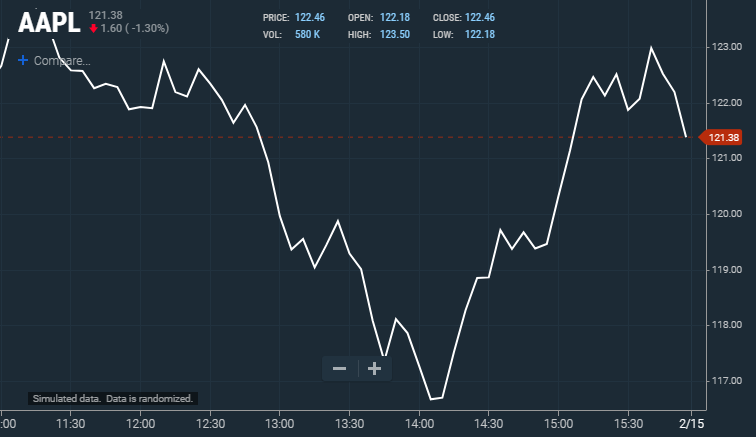 AAPL 121.38
1.60 ( -1.30%)
PRICE: 122.46 OPEN: 122.18 CLOSE: 122.46
VOL: 580 K HIGH: 123.50 LOW: 122.18
+ Compare...
123.00
122.00
121.38
121.00
120.00
119.00
118.00
117.00
Simulated data. Data is randomized.
:00 11:30 12:00 12:30 13:00 13:30 14:00 14:30 15:00 15:30 2/15